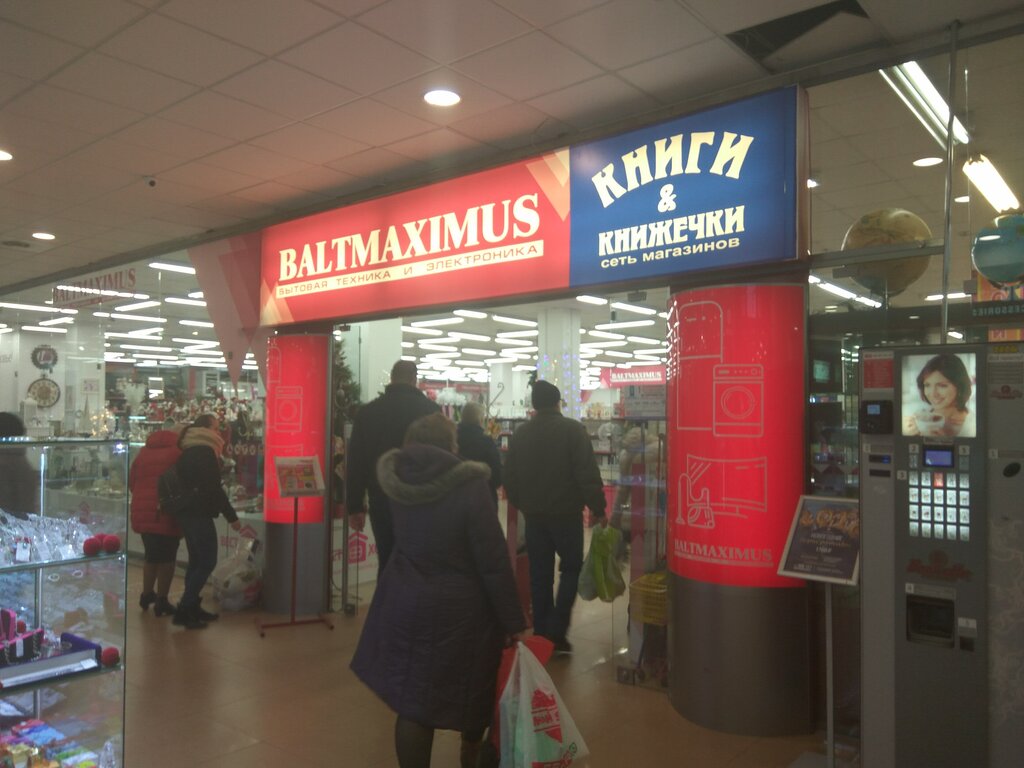 BALTMAXIMUS
БЫТОВАЯ ТЕХНИКА И ЭЛЕКТРОНИКА
КНИГИ
&
КНИЖЕЧКИ
СЕТЬ МАГАЗИНОВ
BALTMAXIMUS
BALTMAXIMUS
BALTMAXIMUS